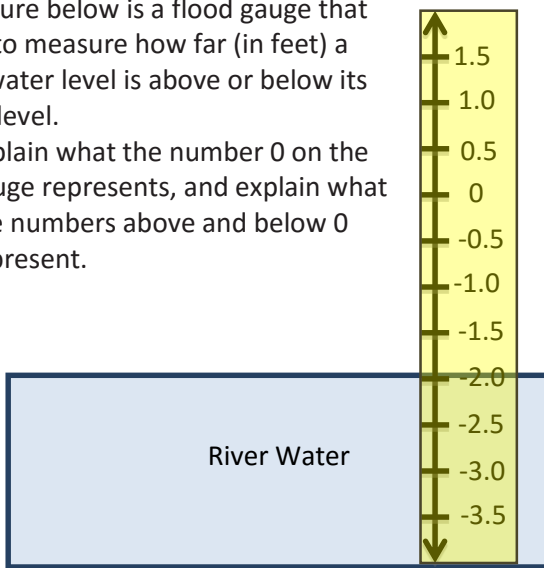 ure below is a flood gauge that
to measure how far (in feet) a
vater level is above or below its
level.
plain what the number 0 on the
uge represents, and explain what
e numbers above and below 0
present.
1.5
1.0
0.5
0
-0.5
-1.0
-1.5
-2.0
-2.5
River Water
-3.0
-3.5